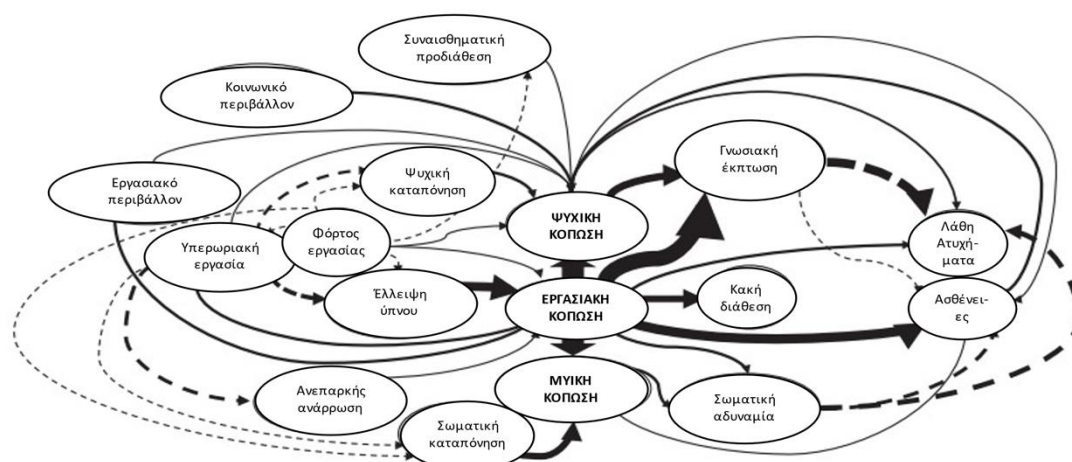 Συναισθηματική
προδιάθεση
Κοινωνικό
περιβάλλον
Γνωσιακή
έκπτωση
Ψυχική
καταπόνηση
Εργασιακό
περιβάλλον
ΨΥΧΙΚΗ
ΚΟΠΩΣΗ
Λάθη
Ατυχή-
ματα
Υπερωριακή
εργασία
Φόρτος
εργασίας
Έλλειψη
ύπνου
ΕΡΓΑΣΙΑΚΗ
ΚΟΠΩΣΗ
Κακή
διάθεση
Ασθένει-
ες
Ανεπαρκής
ανάρρωση
ΜΥΙΚΗ
ΚΟΠΩΣΗ
Σωματική
αδυναμία
Σωματική
καταπόνηση